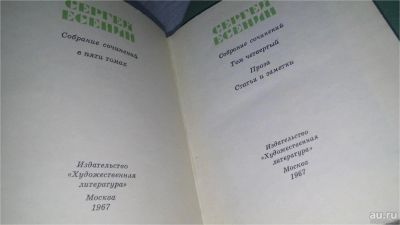 СЕРГЕЙ
ЕСЕНИН
Собрание сочинений
в пяти томах
Издательство
«Художественная
литература»
Москва
1967
СЕРГЕЙ
ЕСЕНИН
Собрание сочинений
Том четвертый
Проза
Статьи и заметки
Издательство
«Художественная
литература»
Москва
1967
au.ru